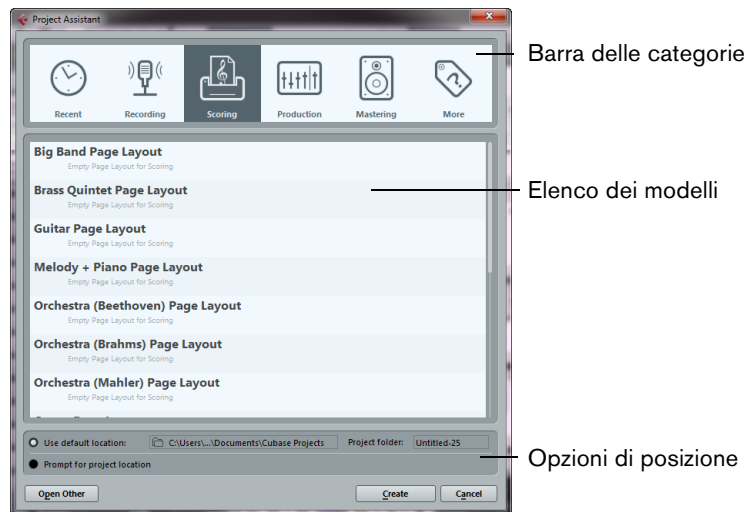 Project Assistant
Barra delle categorie
Recent Recording Scoring Production Mastering More
Big Band Page Layout
Empty Page Layout for Scoring
Brass Quintet Page Layout
Empty Page Layout for Scoring
Elenco dei modelli
Guitar Page Layout
Empty Page Layout for Scoring
Melody + Piano Page Layout
Empty Page Layout for Scoring
Orchestra (Beethoven) Page Layout
Empty Page Layout for Scoring
Orchestra (Brahms) Page Layout
Empty Page Layout for Scoring
Orchestra (Mahler) Page Layout
Empty Page Layout for Scoring
Use default location: C:\Users\...\Documents\Cubase Projects Project folder: Untitled-25
Prompt for project location
Opzioni di posizione
Open Other Create Cancel